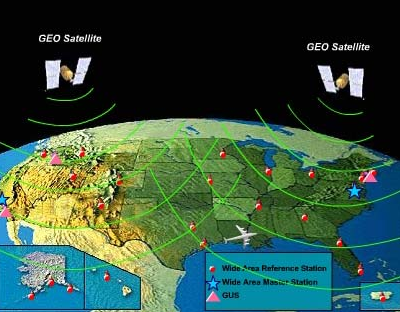 GEO Satellite
GEO Satellite
Wide Area Reference Station
Wide Area Master Station
GUS